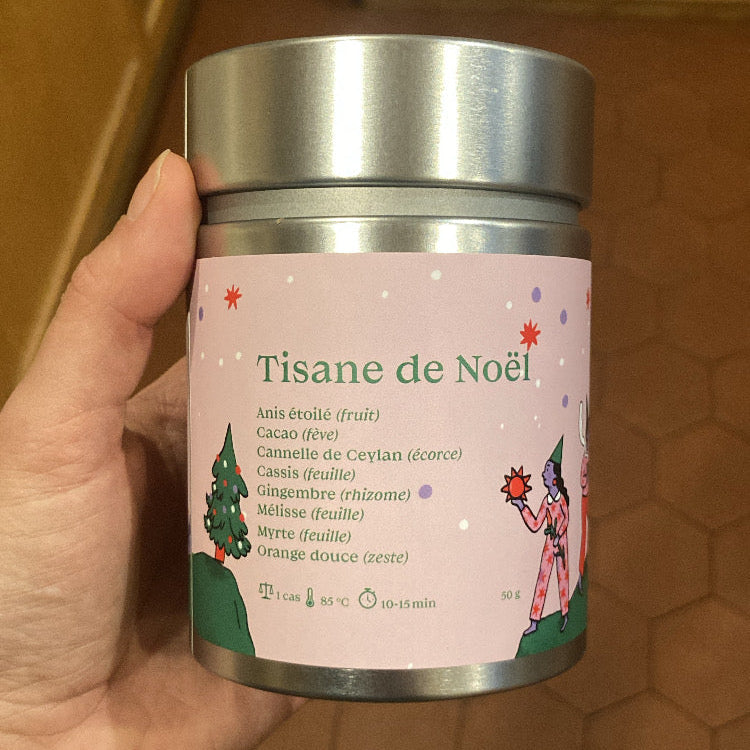 Tisane de Noël
Anis étoilé (fruit)
Cacao (fève)
Cannelle de Ceylan (écorce)
Cassis (feuille)
Gingembre (rhizome)
Mélisse (feuille)
Myrte (feuille)
Orange douce (zeste)
1 cas 85 °C 10-15 min 50 g